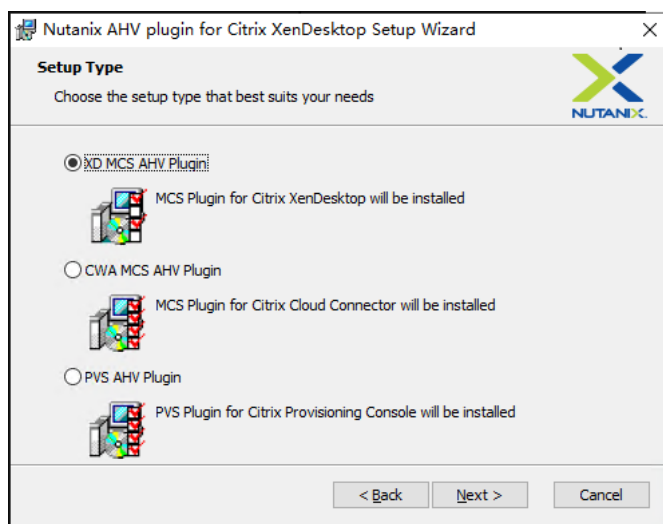 Nutanix AHV plugin for Citrix XenDesktop Setup Wizard
Setup Type
Choose the setup type that best suits your needs
NUTANIX.
XD MCS AHV Plugin
MCS Plugin for Citrix XenDesktop will be installed
CWA MCS AHV Plugin
MCS Plugin for Citrix Cloud Connector will be installed
PVS AHV Plugin
PVS Plugin for Citrix Provisioning Console will be installed
< Back Next > Cancel